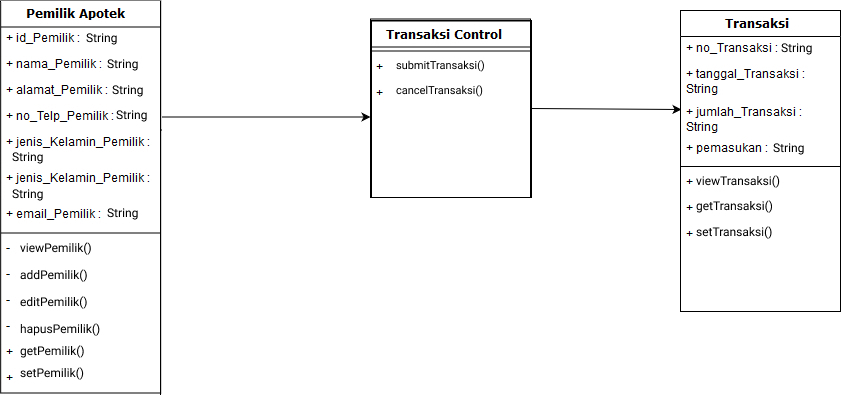 Pemilik Apotek
+ id_Pemilik : String
+ nama_Pemilik : String
+ alamat_Pemilik : String
+ no_Telp_Pemilik : String
+ jenis_Kelamin_Pemilik :
String
+ jenis_Kelamin_Pemilik :
String
+ email_Pemilik : String
- viewPemilik()
- addPemilik()
- editPemilik()
- hapusPemilik()
+ getPemilik()
+ setPemilik()
Transaksi Control
+ submitTransaksi()
+ cancelTransaksi()
Transaksi
+ no_Transaksi : String
+ tanggal_Transaksi :
String
+ jumlah_Transaksi :
String
+ pemasukan : String
+ viewTransaksi()
+ getTransaksi()
+ setTransaksi()